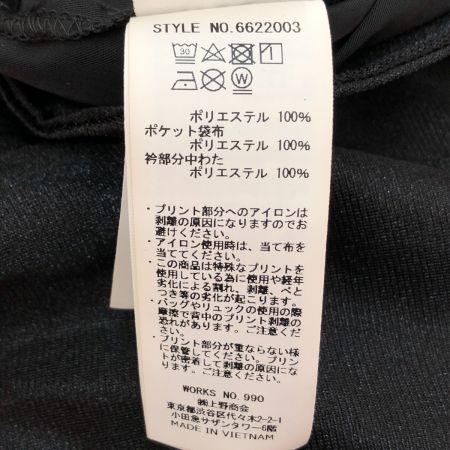 STYLE NO.6622003
30
ポリエステル 100%
ポケット袋布
ポリエステル 100%
衿部分中わた
ポリエステル 100%
・プリント部分へのアイロンは
剥離の原因になりますのでお
避けください。
・アイロン使用時は、当て布を
当ててください。
・この商品は特殊なプリントを
使用している為に使用や経年
劣化による割れ、剥離、べと
つき等の劣化が起こります。
・バッグやリュックの使用の際
摩擦で背中のプリント剥離の
恐れがあります。ご注意くだ
さい。
・プリント部分が重ならない様
に保管してください。プリン
トが密着して剥離の原因にな
ります。ご注意ください。
WORKS NO.990
㈱上野商会
東京都渋谷区代々木2-2-1
小田急サザンタワー6階
MADE IN VIETNAM